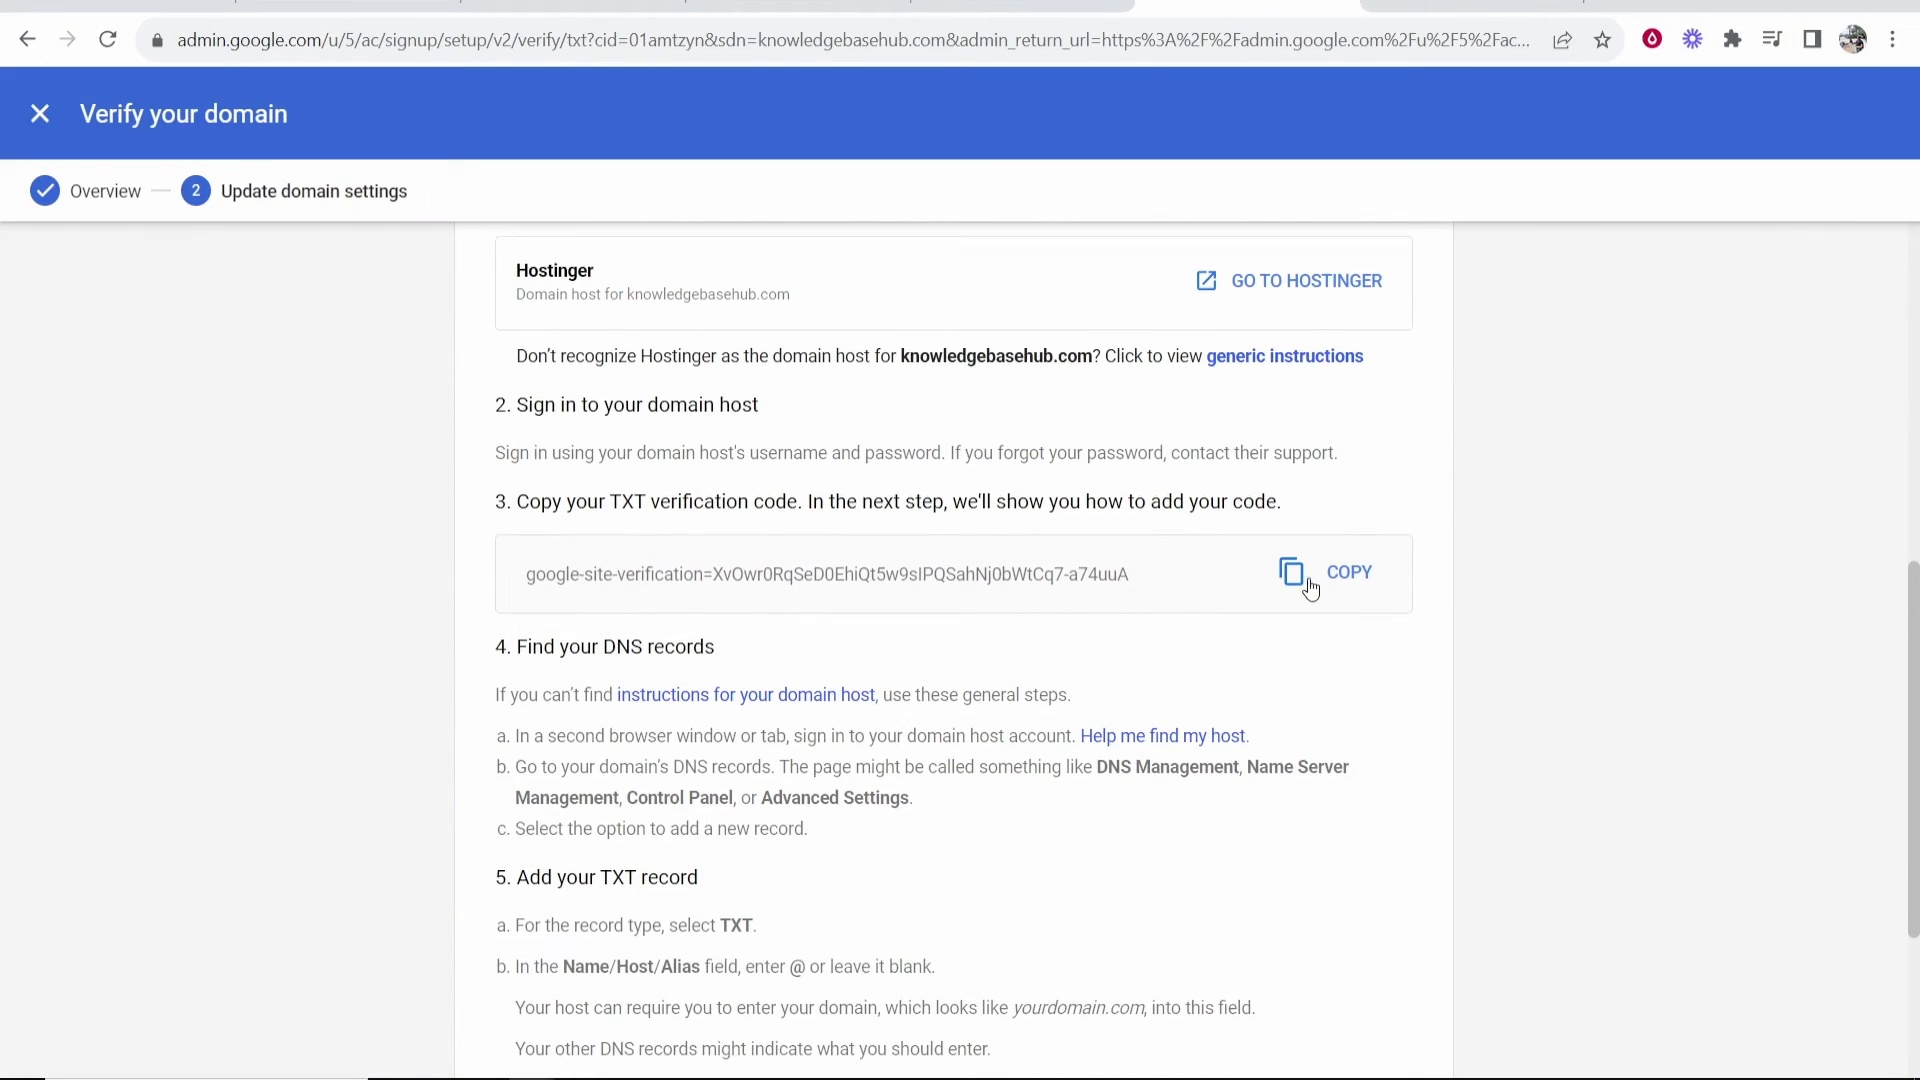 admin.google.com/u/5/ac/signup/setup/v2/verify/txt?cid=01amtzyn&sdn=knowledgebasehub.com&admin_return_url=https%3A%2F%2Fadmin.google.com%2Fu%2F5%2Fac...
Verify your domain
Overview
2 Update domain settings
Hostinger
Domain host for knowledgebasehub.com
GO TO HOSTINGER
Don't recognize Hostinger as the domain host for knowledgebasehub.com? Click to view generic instructions
2. Sign in to your domain host
Sign in using your domain host's username and password. If you forgot your password, contact their support.
3. Copy your TXT verification code. In the next step, we'll show you how to add your code.
google-site-verification=XvOwr0RqSeD0EhiQt5w9sIPQSahNj0bWtCq7-a74uuA
COPY
4. Find your DNS records
If you can't find instructions for your domain host, use these general steps.
a. In a second browser window or tab, sign in to your domain host account. Help me find my host.
b. Go to your domain's DNS records. The page might be called something like DNS Management, Name Server
Management, Control Panel, or Advanced Settings.
c. Select the option to add a new record.
5. Add your TXT record
a. For the record type, select TXT.
b. In the Name/Host/Alias field, enter @ or leave it blank.
Your host can require you to enter your domain, which looks like yourdomain.com, into this field.
Your other DNS records might indicate what you should enter.